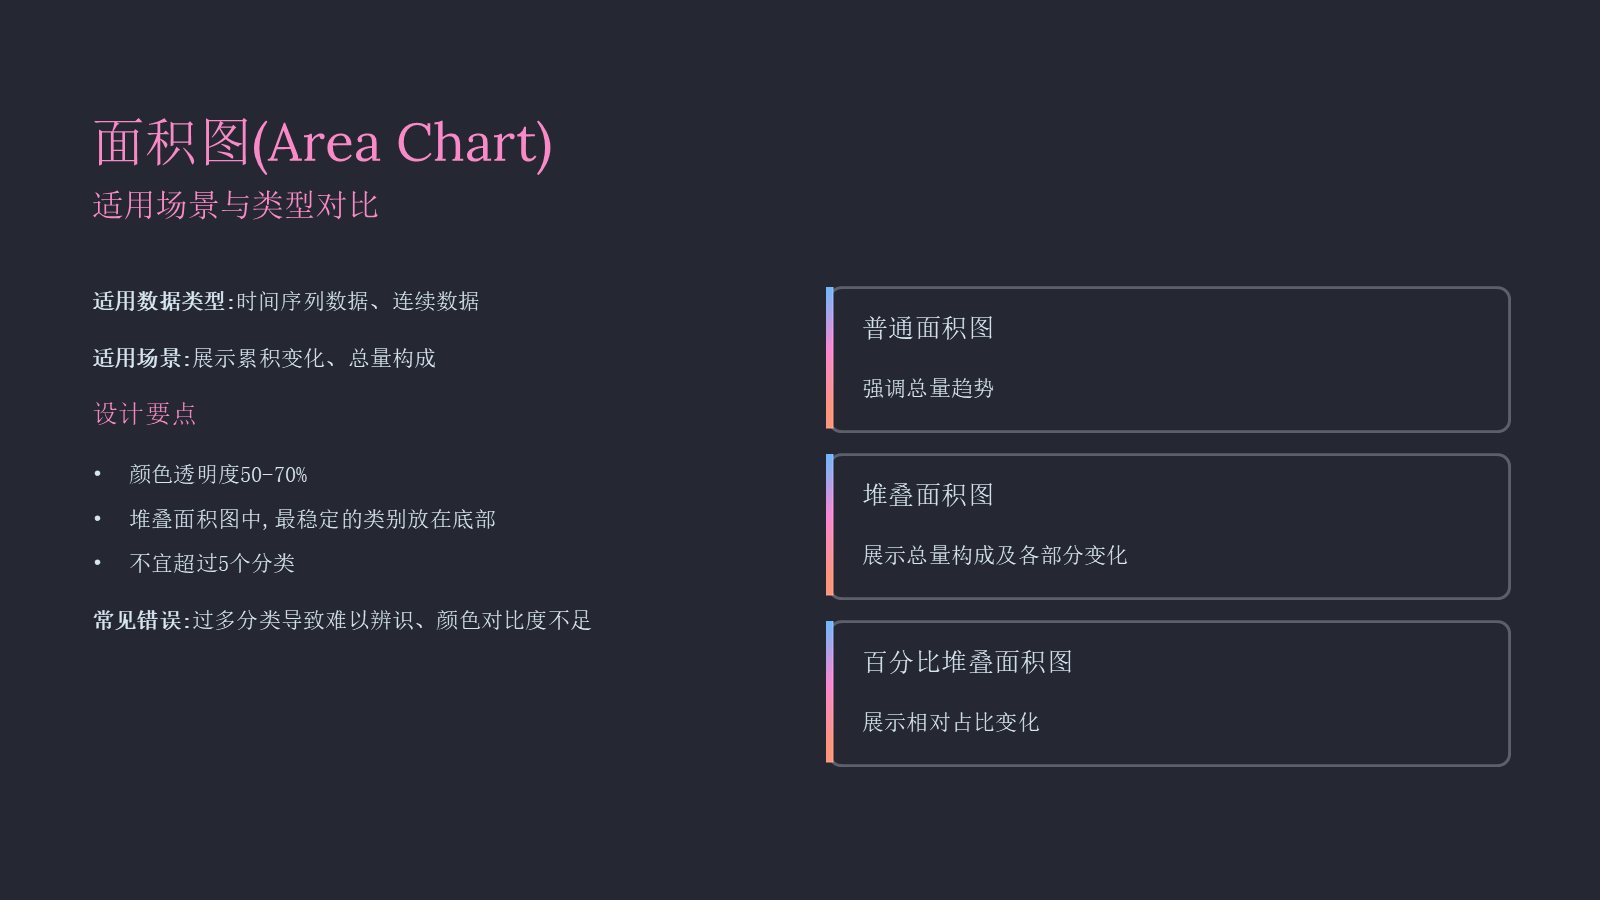 面积图(Area Chart)
适用场景与类型对比
适用数据类型:时间序列数据、连续数据
适用场景:展示累积变化、总量构成
设计要点
• 颜色透明度50-70%
• 堆叠面积图中,最稳定的类别放在底部
• 不宜超过5个分类
常见错误:过多分类导致难以辨识、颜色对比度不足
普通面积图
强调总量趋势
堆叠面积图
展示总量构成及各部分变化
百分比堆叠面积图
展示相对占比变化